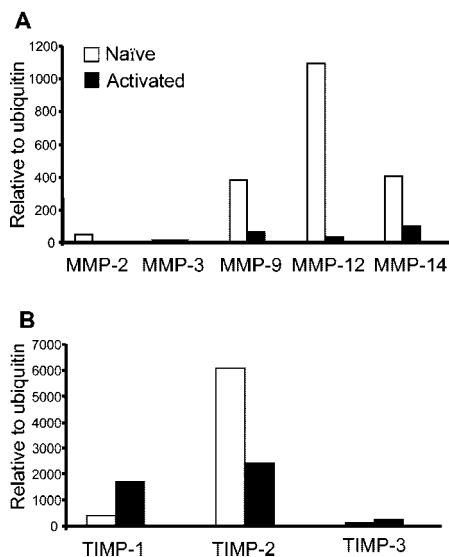 A
Relative to ubiquitin
1200
1000
800
600
400
200
0
Naïve
Activated
MMP-2 MMP-3 MMP-9 MMP-12 MMP-14
B
Relative to ubiquitin
7000
6000
5000
4000
3000
2000
1000
0
TIMP-1 TIMP-2 TIMP-3